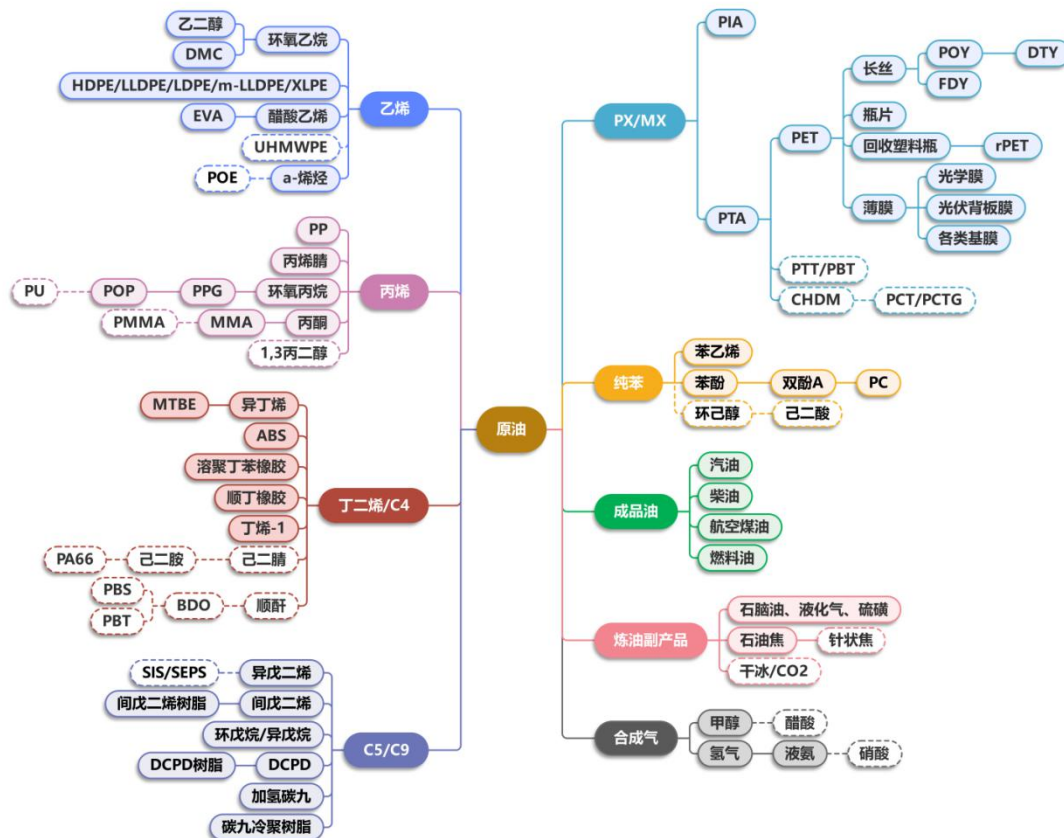 乙二醇
DMC
环氧乙烷
HDPE/LLDPE/LDPE/m-LLDPE/XLPE
EVA
醋酸乙烯
UHMWPE
POE
a-烯烃
乙烯
PP
丙烯腈
PU
POP
PPG
环氧丙烷
PMMA
MMA
丙酮
1,3丙二醇
丙烯
MTBE
异丁烯
ABS
溶聚丁苯橡胶
顺丁橡胶
丁烯-1
PA66
己二胺
己二腈
PBS
PBT
BDO
顺酐
丁二烯/C4
SIS/SEPS
异戊二烯
间戊二烯树脂
间戊二烯
环戊烷/异戊烷
DCPD树脂
DCPD
加氢碳九
碳九冷聚树脂
C5/C9
原油
PX/MX
PIA
PTA
PET
长丝
POY
DTY
FDY
瓶片
回收塑料瓶
rPET
薄膜
光学膜
光伏背板膜
各类基膜
PTT/PBT
CHDM
PCT/PCTG
纯苯
苯乙烯
苯酚
双酚A
PC
环己醇
己二酸
成品油
汽油
柴油
航空煤油
燃料油
炼油副产品
石脑油、液化气、硫磺
石油焦
针状焦
干冰/CO2
合成气
甲醇
醋酸
氢气
液氨
硝酸